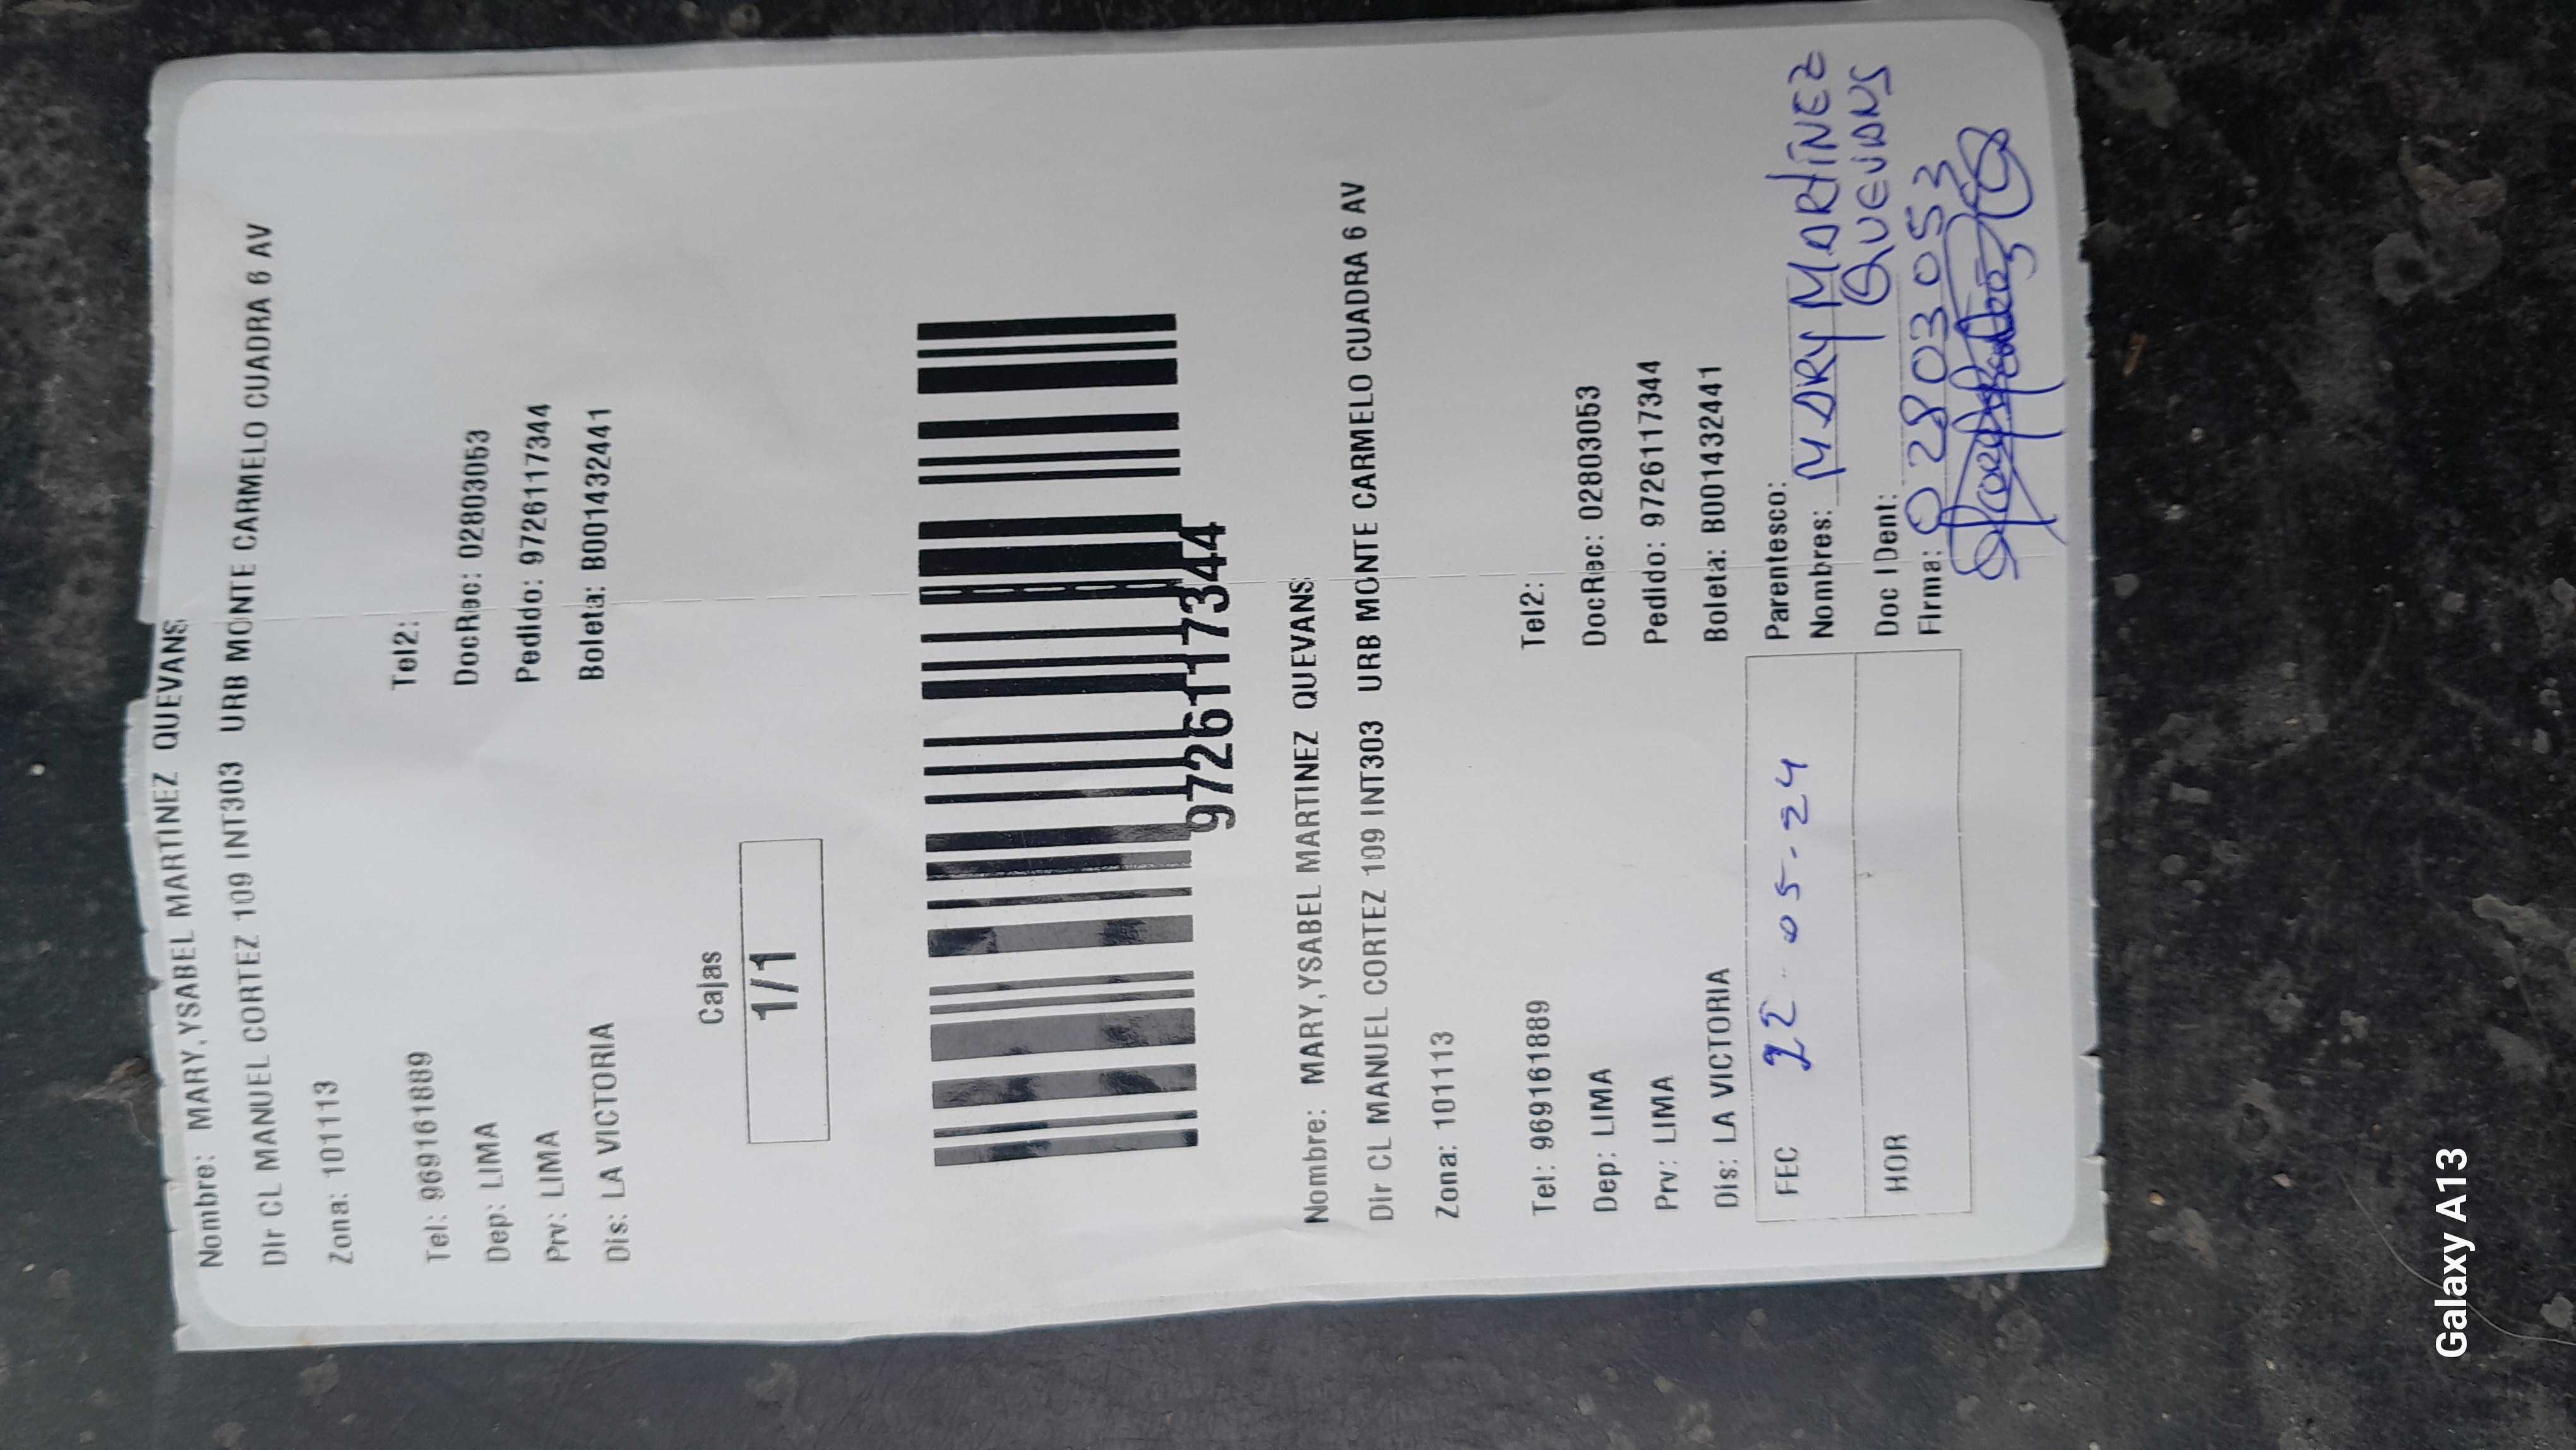 Nombre: MARY,YSABEL MARTINEZ QUEVANS
Dir CL MANUEL CORTEZ 109 INT303 URB MONTE CARMELO CUADRA 6 AV
Zona: 101113
Tel: 969161889 Tel2:
Dep: LIMA DocRec: 02803053
Prv: LIMA Pedido: 972611 7344
Dis: LA VICTORIA Boleta: B001432441
Cajas
1/1
9726117344
Nombre: MARY,YSABEL MARTINEZ QUEVANS
Dir CL MANUEL CORTEZ 109 INT303 URB MONTE CARMELO CUADRA 6 AV
Zona: 101113
Tel: 969161889 Tel2:
Dep: LIMA DocRec: 02803053
Prv: LIMA Pedido: 9726117344
Dis: LA VICTORIA Boleta: B001432441
FEC 22-05-24
HOR
Parentesco:
Nombres: MARY MARTÍNEZ
QUEVANS
Doc IDent:
Firma: 02803053
Galaxy A13